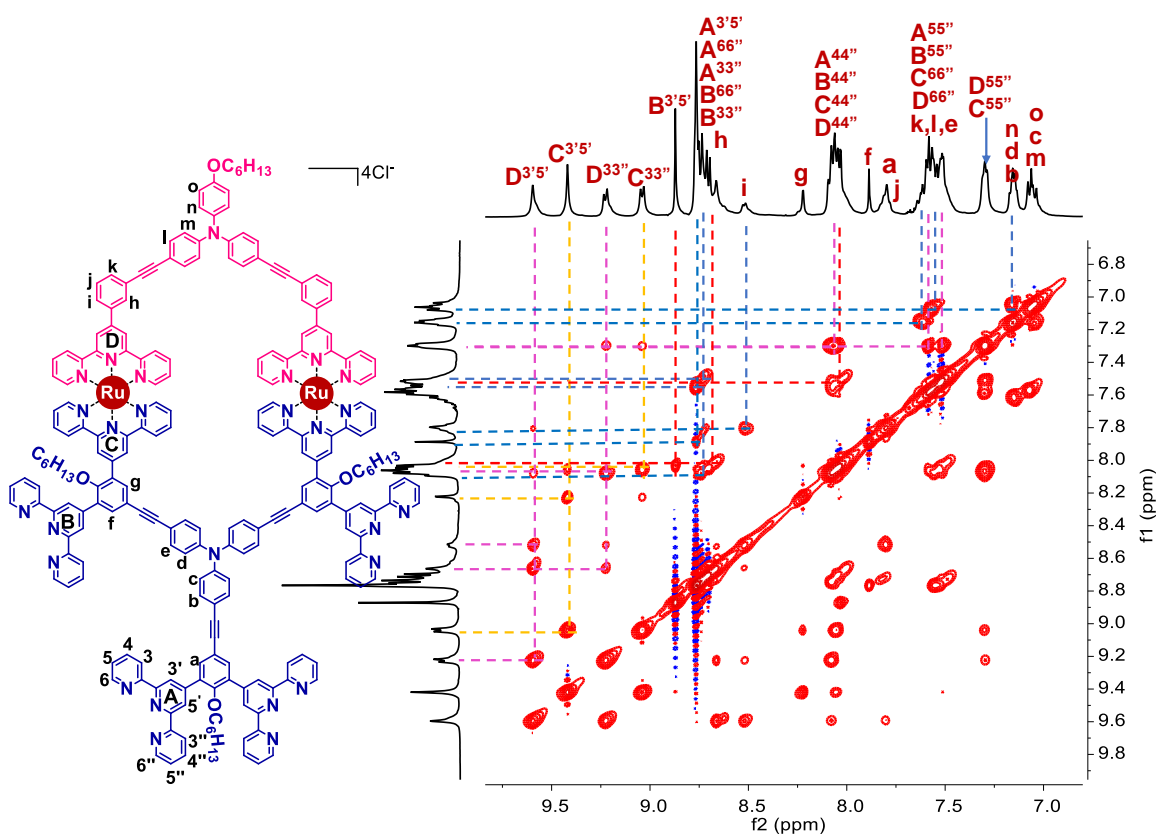 OC₆H₁₃
4Cl⁻
o
n
N
m
l
k
j
h
i
D
N N N
N N N
Ru
Ru
N N N
N N N
C
C₆H₁₃O
OC₆H₁₃
g
f
B
N N N
N N N
e
d
N
c
b
a
5 4 3
6
3'
N N
A
N N
5'
OC₆H₁₃
N N
3''
4''
6''
5''
D³'⁵'
C³'⁵'
D³³''
C³³''
B³'⁵'
A³'⁵'
A⁶⁶''
A³³''
B⁶⁶''
B³³''
h
i
g
A⁴⁴''
B⁴⁴''
C⁴⁴''
D⁴⁴''
f
a
j
A⁵⁵''
B⁵⁵''
C⁶⁶''
D⁶⁶''
k,l,e
D⁵⁵''
C⁵⁵''
n
d
b
o
c
m
6.8
7.0
7.2
7.4
7.6
7.8
8.0
8.2
8.4
8.6
8.8
9.0
9.2
9.4
9.6
9.8
f1 (ppm)
9.5 9.0 8.5 8.0 7.5 7.0
f2 (ppm)